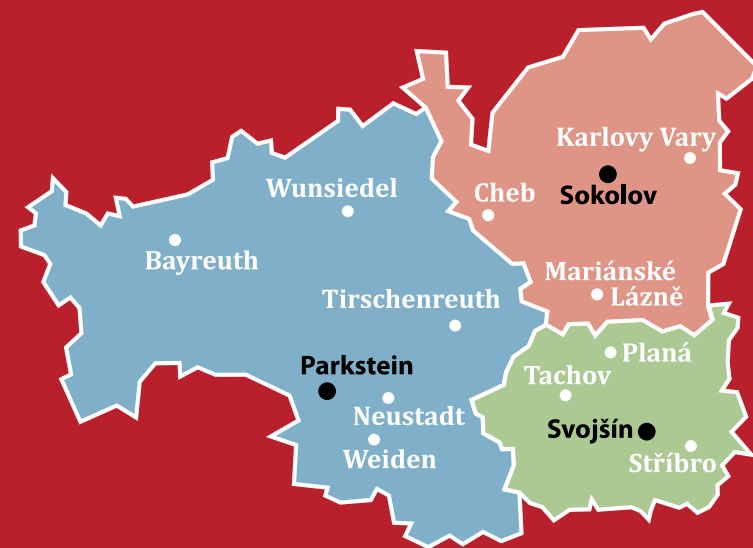 Karlovy Vary
Wunsiedel
Cheb
Sokolov
Bayreuth
Mariánské
Lázně
Tirschenreuth
Planá
Parkstein
Tachov
Neustadt
Svojšín
Weiden
Stříbro